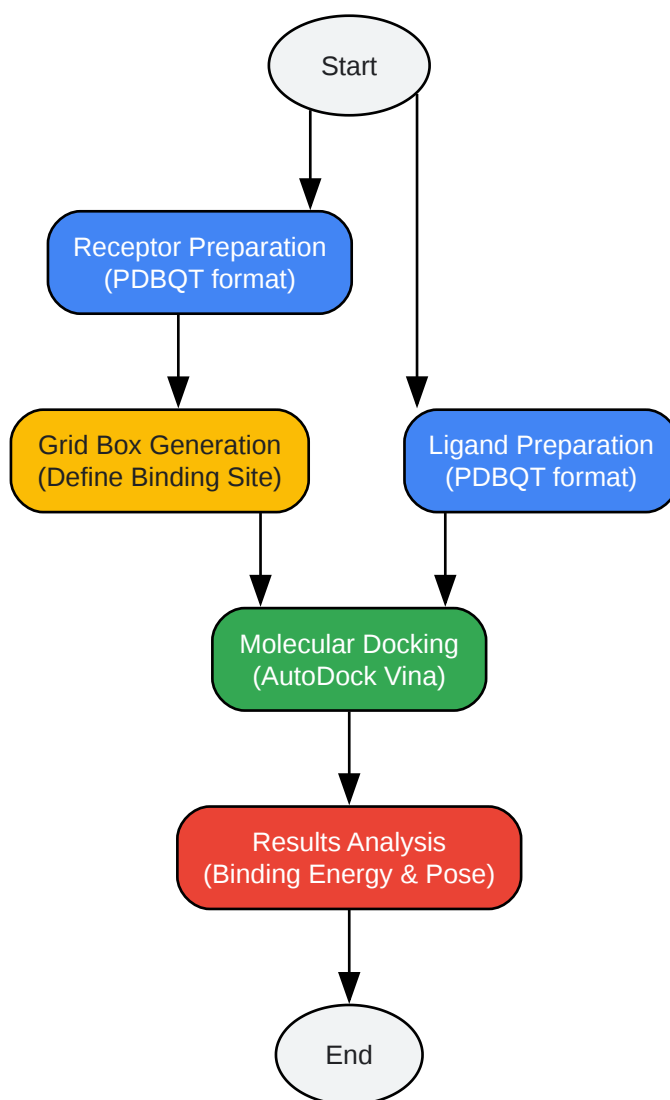 Start
Receptor Preparation
(PDBQT format)
Grid Box Generation
(Define Binding Site)
Ligand Preparation
(PDBQT format)
Molecular Docking
(AutoDock Vina)
Results Analysis
(Binding Energy & Pose)
End